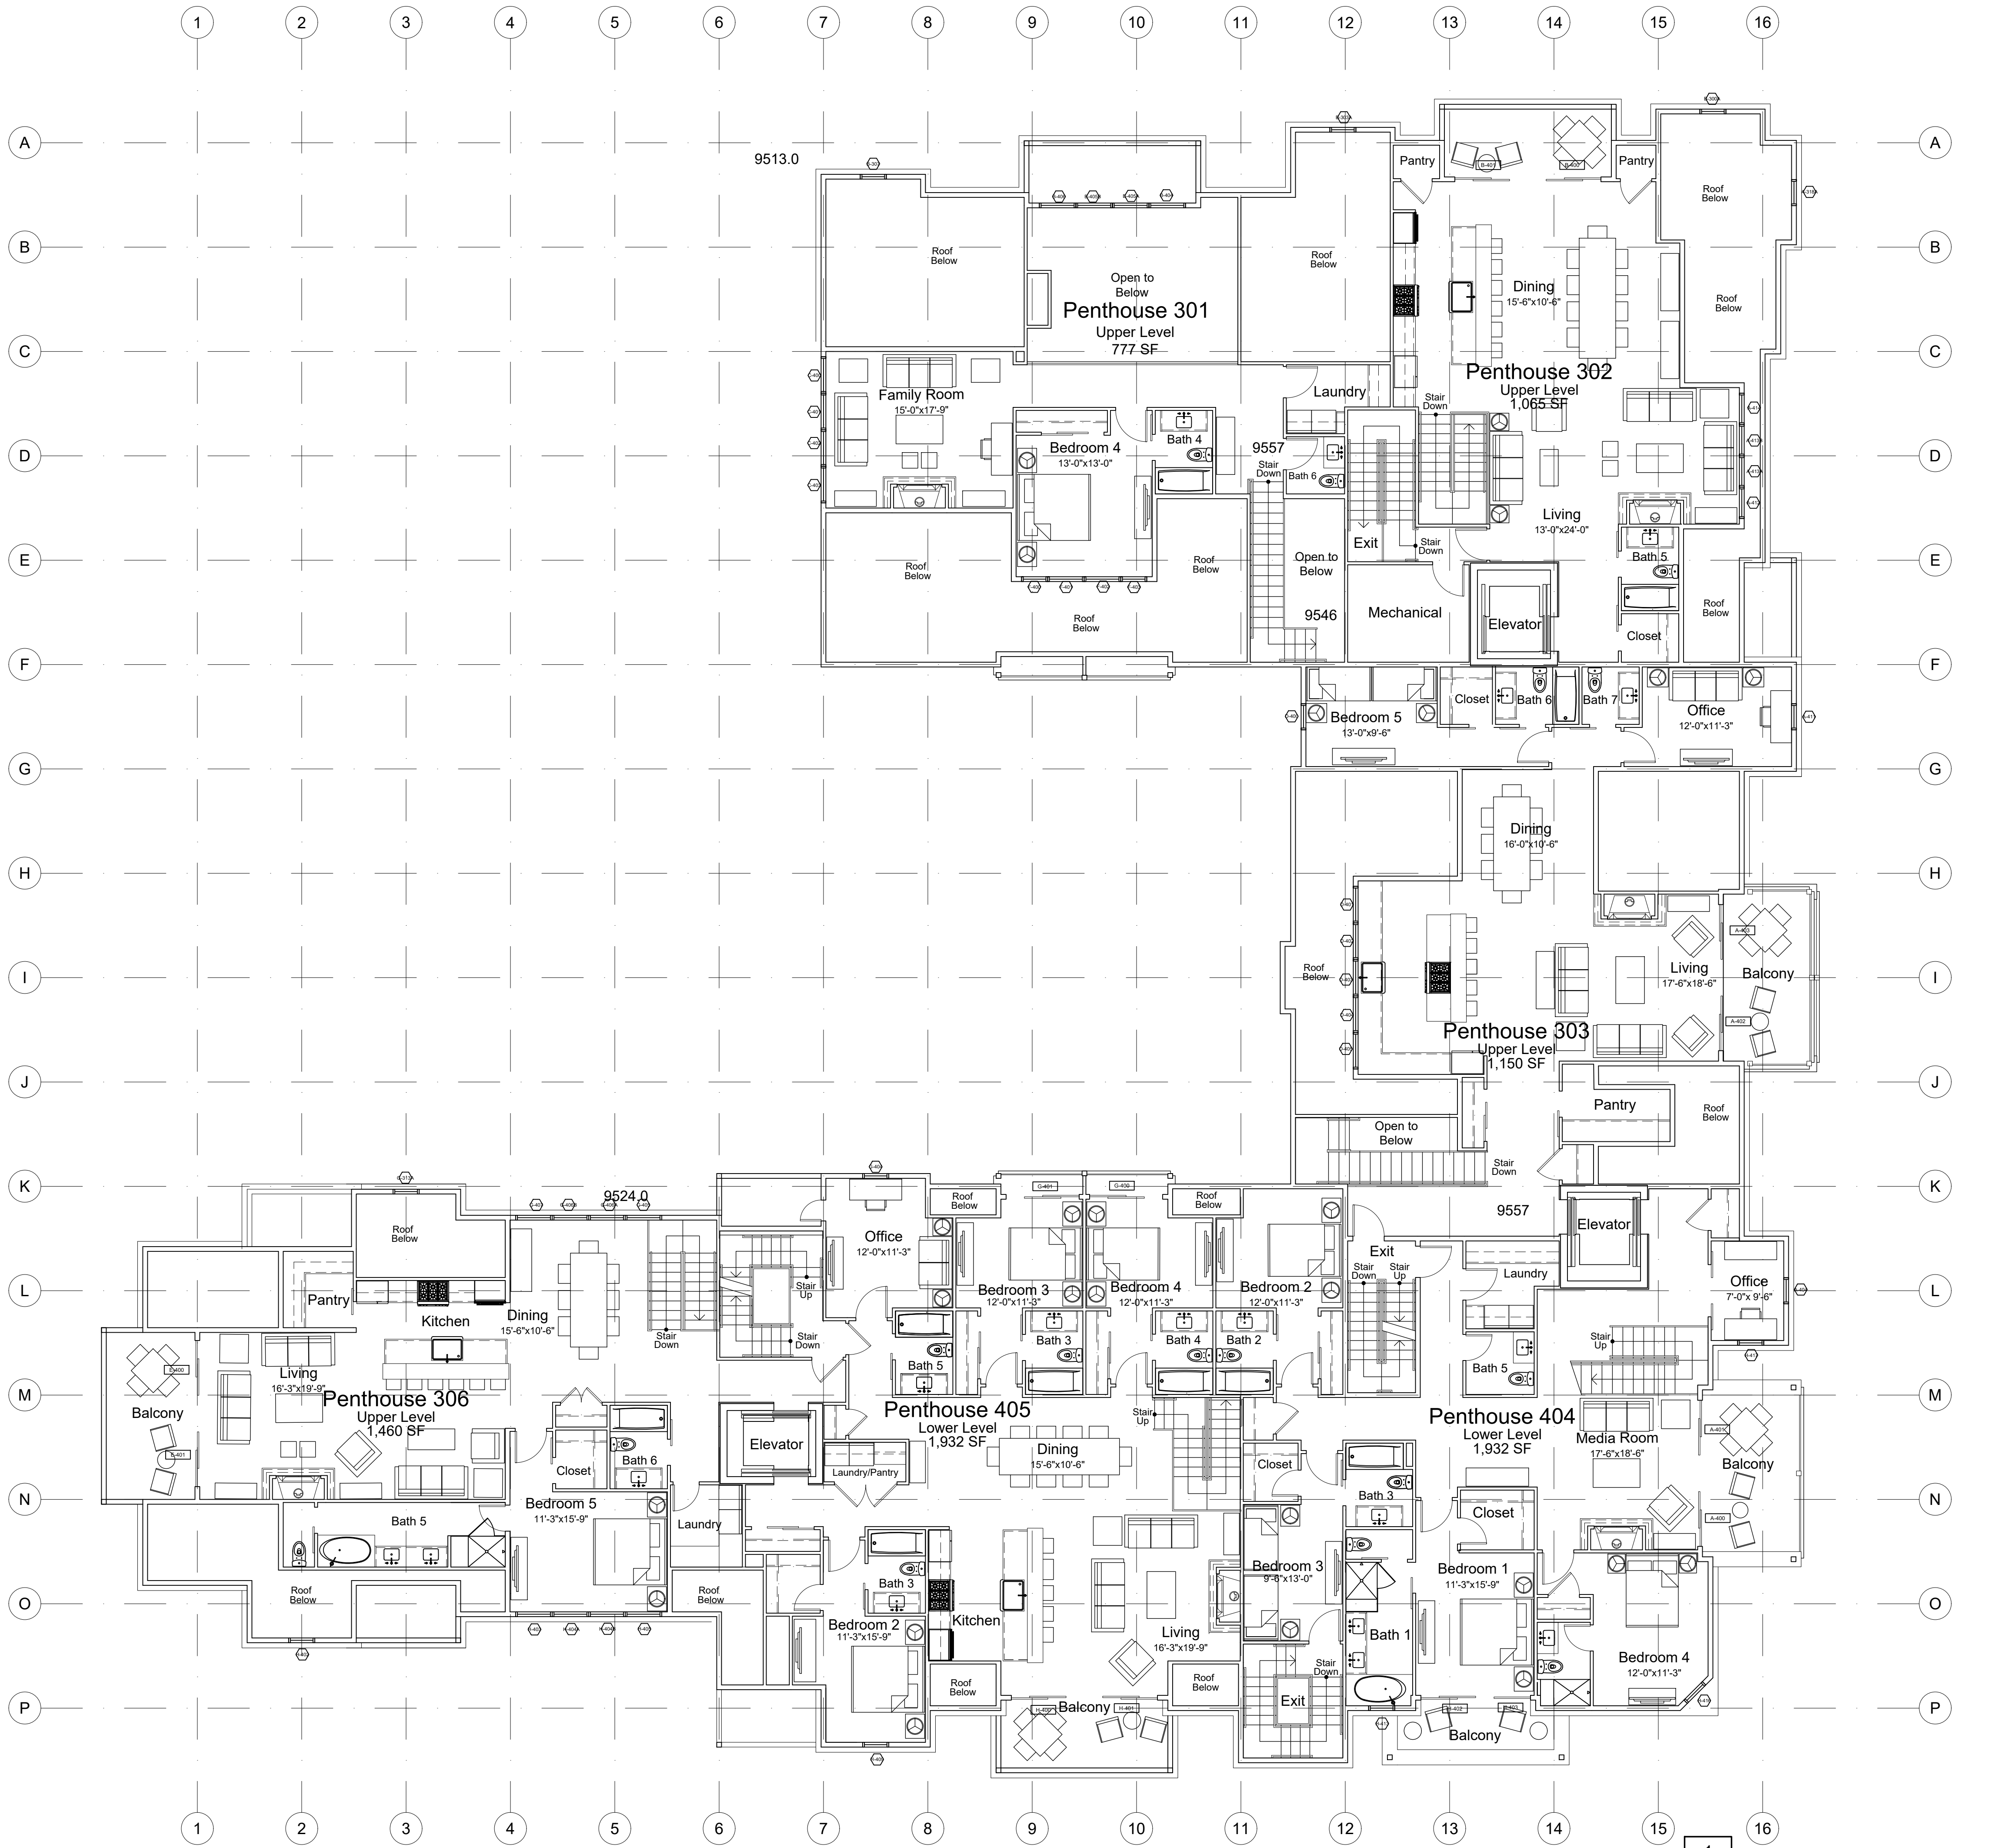 1 2 3 4 5 6 7 8 9 10 11 12 13 14 15 16
A A
9513.0
Pantry
Pantry
Roof
Below
B B
Roof
Below
Open to
Below
Roof
Below
Dining
15'-6"x10'-6"
Roof
Below
Penthouse 301
Upper Level
777 SF
C C
Penthouse 302
Upper Level
1,065 SF
Family Room
15'-0"x17'-9"
Laundry
Stair
Down
Bedroom 4
13'-0"x13'-0"
Bath 4
9557
Stair
Down
Bath 6
D D
Living
13'-0"x24'-0"
Exit
Stair
Down
Bath 5
E E
Roof
Below
Roof
Below
Open to
Below
Mechanical
Elevator
Roof
Below
9546
Roof
Below
Closet
F F
Bedroom 5
13'-0"x9'-6"
Closet
Bath 6
Bath 7
Office
12'-0"x11'-3"
G G
Dining
16'-0"x10'-6"
H H
A-403
Roof
Below
Living
17'-6"x18'-6"
Balcony
I I
A-402
Penthouse 303
Upper Level
1,150 SF
J J
Pantry
Roof
Below
Open to
Below
Stair
Down
K K
9524.0
G-401
G-400
Roof
Below
Roof
Below
Roof
Below
9557
Elevator
Office
12'-0"x11'-3"
Exit
Stair
Down
Stair
Up
Laundry
Office
7'-0"x 9'-6"
Stair
Up
L L
Pantry
Kitchen
Dining
15'-6"x10'-6"
Stair
Down
Stair
Down
Bedroom 3
12'-0"x11'-3"
Bedroom 4
12'-0"x11'-3"
Bedroom 2
12'-0"x11'-3"
Bath 3
Bath 4
Bath 2
Bath 5
Bath 5
Stair
Up
E-400
Living
16'-3"x19'-9"
M M
Balcony
Penthouse 306
Upper Level
1,460 SF
E-401
Penthouse 405
Lower Level
1,932 SF
Stair
Up
Penthouse 404
Lower Level
1,932 SF
Media Room
17'-6"x18'-6"
A-401
Balcony
Elevator
Dining
15'-6"x10'-6"
Closet
Bath 6
Laundry/Pantry
Closet
Bath 3
N N
Bedroom 5
11'-3"x15'-9"
Bath 5
Laundry
Closet
A-400
Bath 3
Bedroom 3
9'-6"x13'-0"
Bedroom 1
11'-3"x15'-9"
O O
Roof
Below
Roof
Below
Bedroom 2
11'-3"x15'-9"
Kitchen
Living
16'-3"x19'-9"
Bath 1
Bedroom 4
12'-0"x11'-3"
Stair
Down
Roof
Below
Roof
Below
Exit
P P
H-400
Balcony
H-401
H-402
H-403
Balcony
1 2 3 4 5 6 7 8 9 10 11 12 13 14 15 16